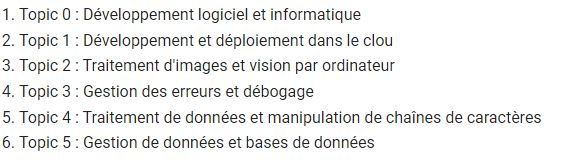 1. Topic 0 : Développement logiciel et informatique
2. Topic 1 : Développement et déploiement dans le clou
3. Topic 2 : Traitement d'images et vision par ordinateur
4. Topic 3 : Gestion des erreurs et débogage
5. Topic 4 : Traitement de données et manipulation de chaînes de caractères
6. Topic 5 : Gestion de données et bases de données